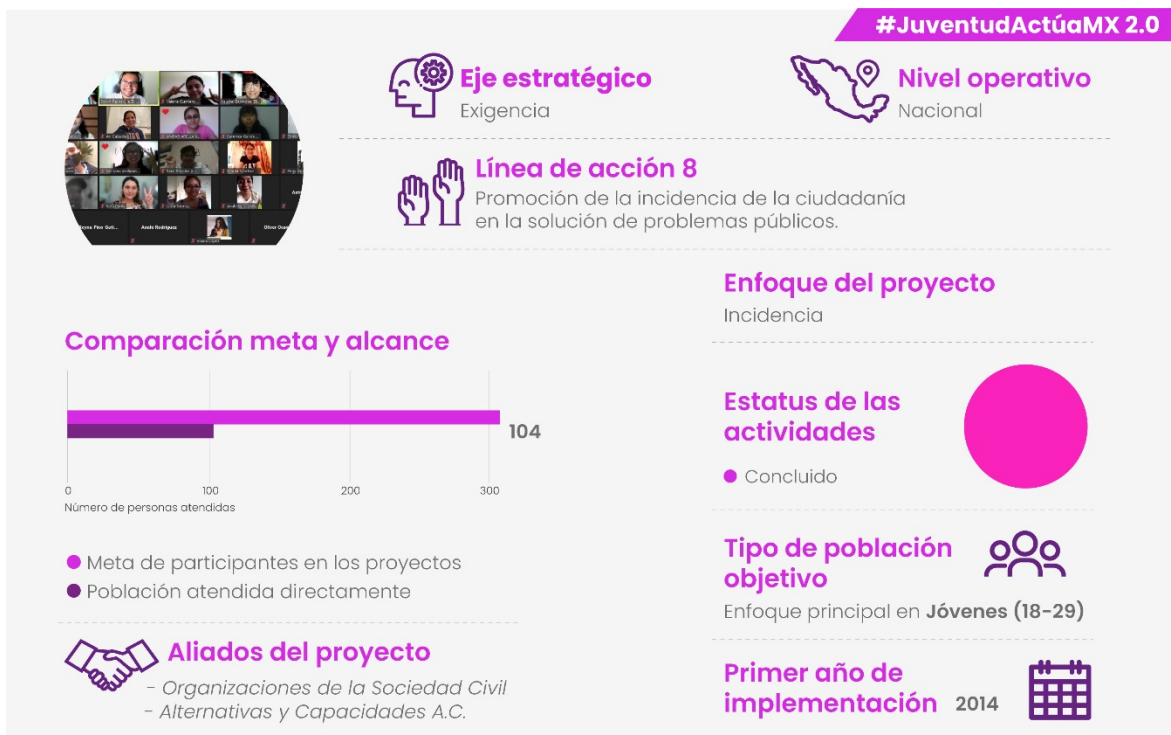 #JuventudActúaMX 2.0
Eje estratégico
Exigencia
Nivel operativo
Nacional
Línea de acción 8
Promoción de la incidencia de la ciudadanía
en la solución de problemas públicos.
Anahi Rodriguez
Enfoque del proyecto
Incidencia
Comparación meta y alcance
104
0 100 200 300
Número de personas atendidas
Meta de participantes en los proyectos
Población atendida directamente
Estatus de las
actividades
Concluido
Tipo de población
objetivo
Enfoque principal en Jóvenes (18-29)
Aliados del proyecto
- Organizaciones de la Sociedad Civil
- Alternativas y Capacidades A.C.
Primer año de
implementación 2014